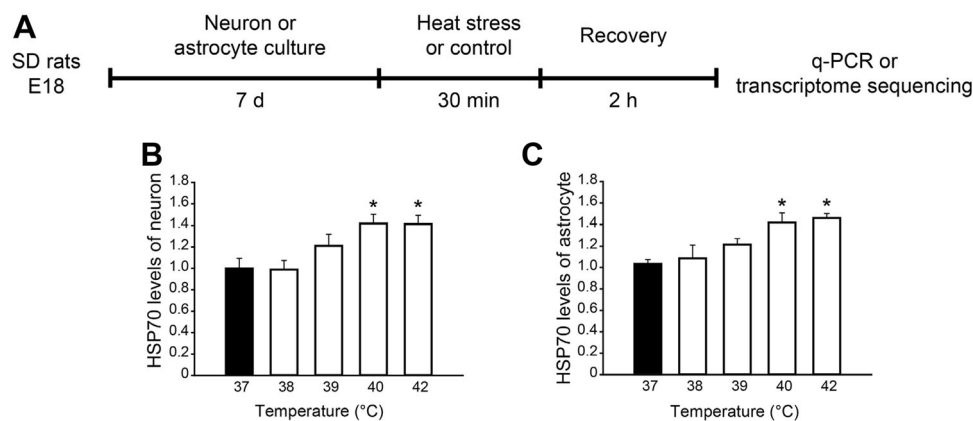 A
SD rats
E18
Neuron or
astrocyte culture
Heat stress
or control
Recovery
7 d
30 min
2 h
q-PCR or
transcriptome sequencing
B
HSP70 levels of neuron
1.8
1.6
1.4
1.2
1.0
0.8
0.6
0.4
0.2
* *
37 38 39 40 42
Temperature (°C)
C
HSP70 levels of astrocyte
1.8
1.6
1.4
1.2
1.0
0.8
0.6
0.4
0.2
* *
37 38 39 40 42
Temperature (°C)